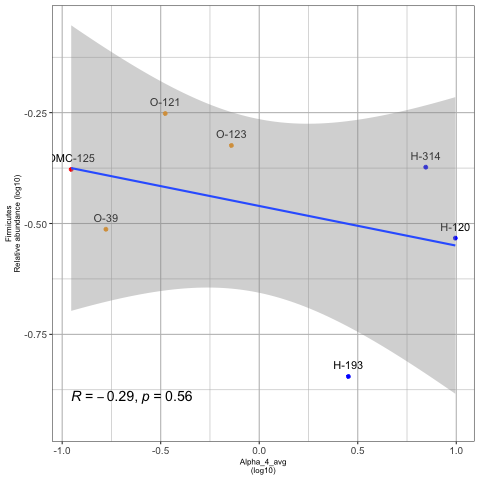 O-121
O-123
OMC-125
H-314
O-39
H-120
H-193
R = −0.29, p = 0.56
-0.25
-0.50
-0.75
-1.0
-0.5
0.0
0.5
1.0
Firmicutes
Relative abundance (log10)
Alpha_4_avg
(log10)